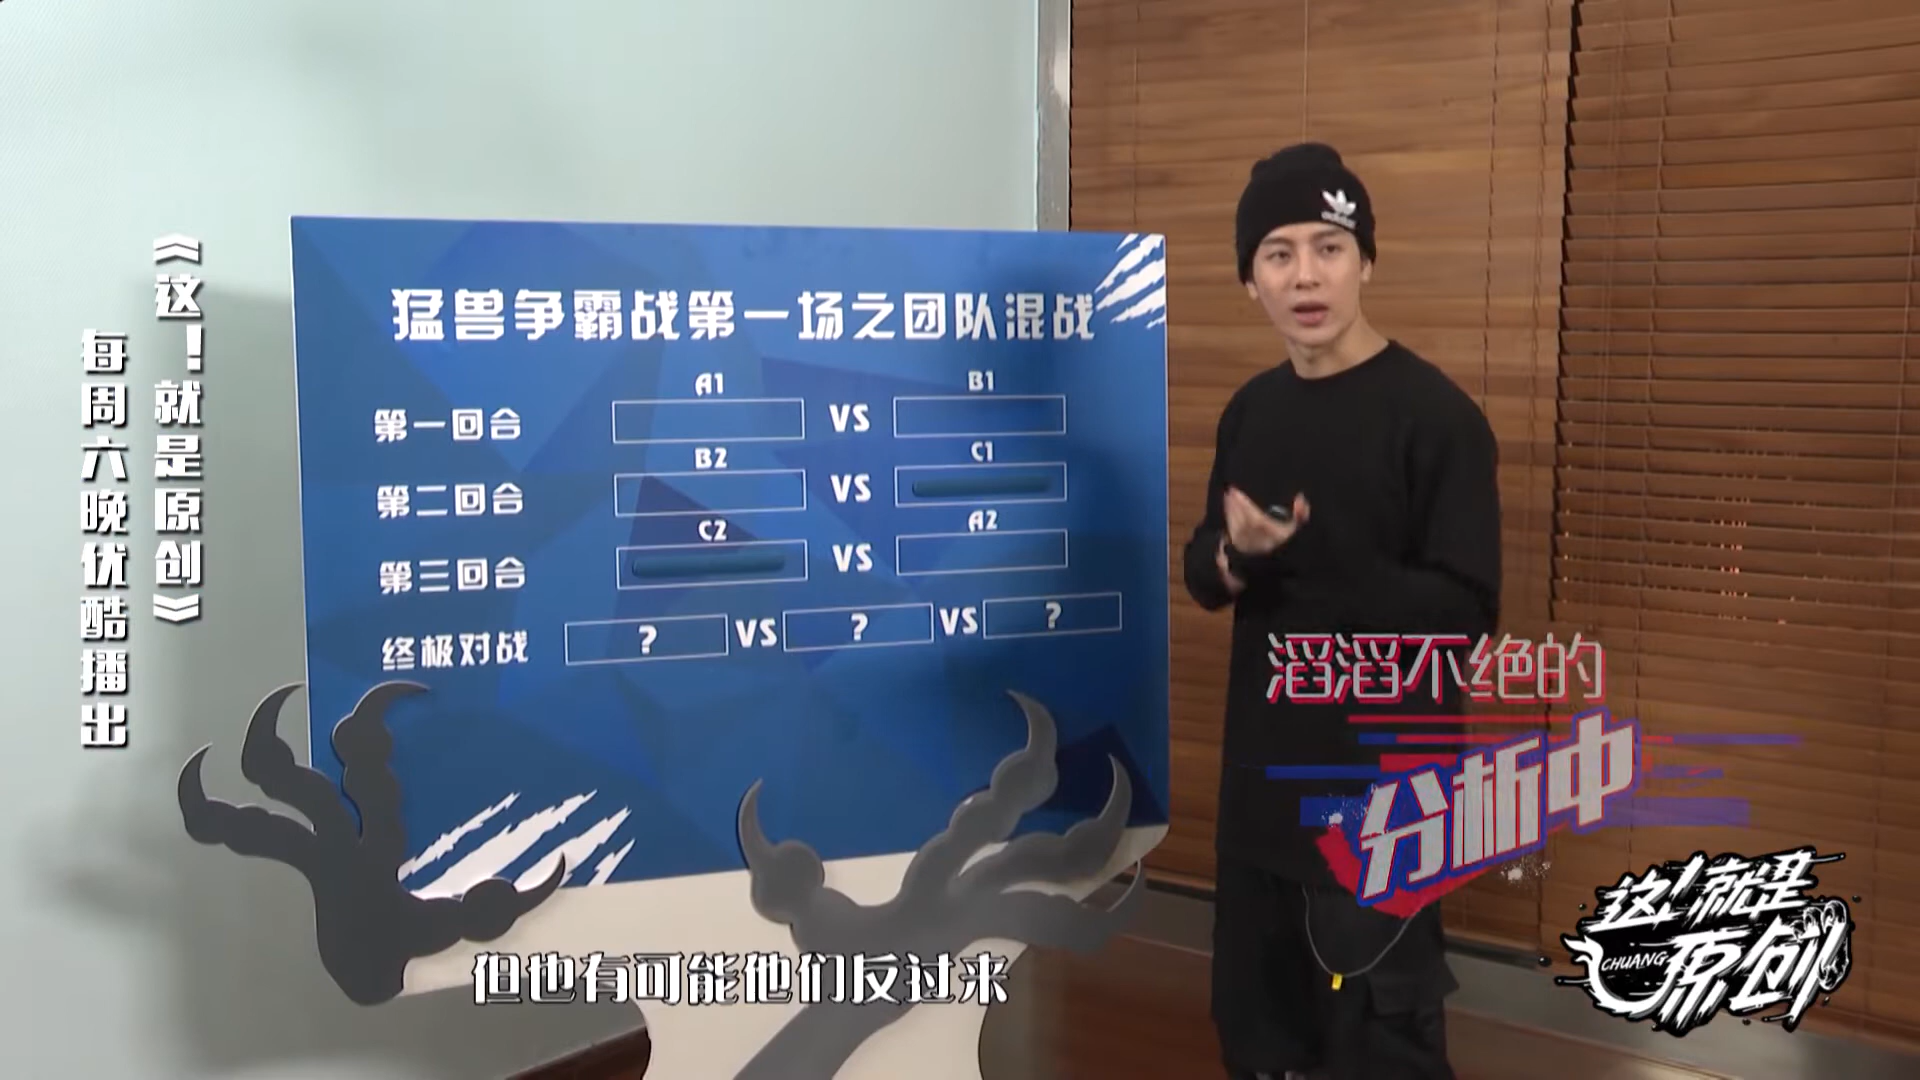 《这！就是原创》
每周六晚优酷播出
猛兽争霸战第一场之团队混战
A1 B1
第一回合 VS
B2 C1
第二回合 VS
C2 A2
第三回合 VS
终极对战 ? VS ? VS ?
adidas
滔滔不绝的
分析中
但也有可能他们反过来
这！就是
CHUANG
原创